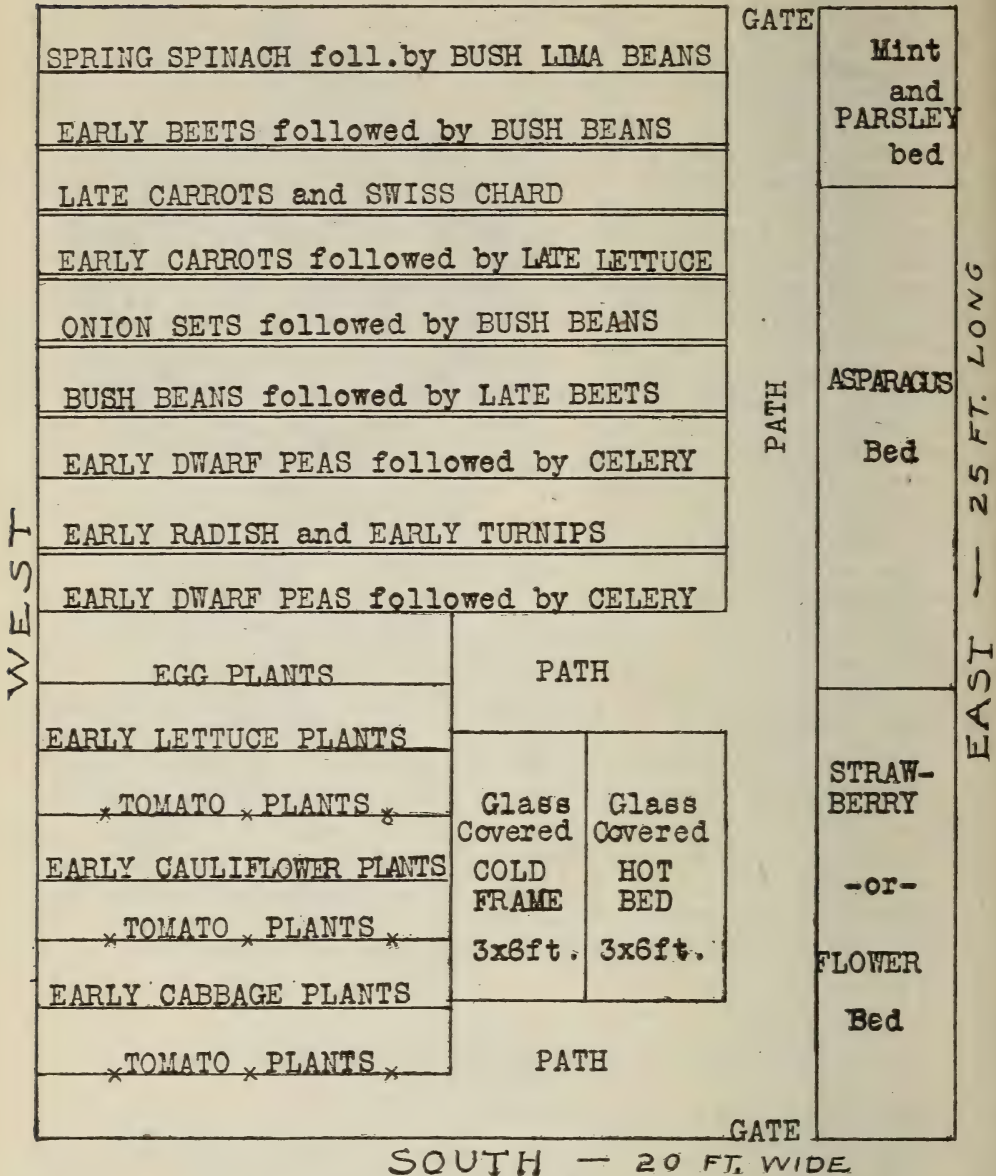 GATE
SPRING SPINACH foll.by BUSH LIMA BEANS
EARLY BEETS followed by BUSH BEANS
LATE CARROTS and SWISS CHARD
EARLY CARROTS followed by LATE LETTUCE
ONION SETS followed by BUSH BEANS
BUSH BEANS followed by LATE BEETS
EARLY DWARF PEAS followed by CELERY
EARLY RADISH and EARLY TURNIPS
EARLY DWARF PEAS followed by CELERY
WEST
EGG PLANTS
EARLY LETTUCE PLANTS
TOMATO PLANTS
EARLY CAULIFLOWER PLANTS
TOMATO PLANTS
EARLY CABBAGE PLANTS
TOMATO PLANTS
PATH
Glass
Covered
COLD
FRAME
3x6ft.
Glass
Covered
HOT
BED
3x6ft.
PATH
PATH
GATE
Mint
and
PARSLEY
bed
ASPARAGUS
Bed
STRAW-
BERRY
-or-
FLOWER
Bed
EAST — 25 FT. LONG
SOUTH — 20 FT. WIDE